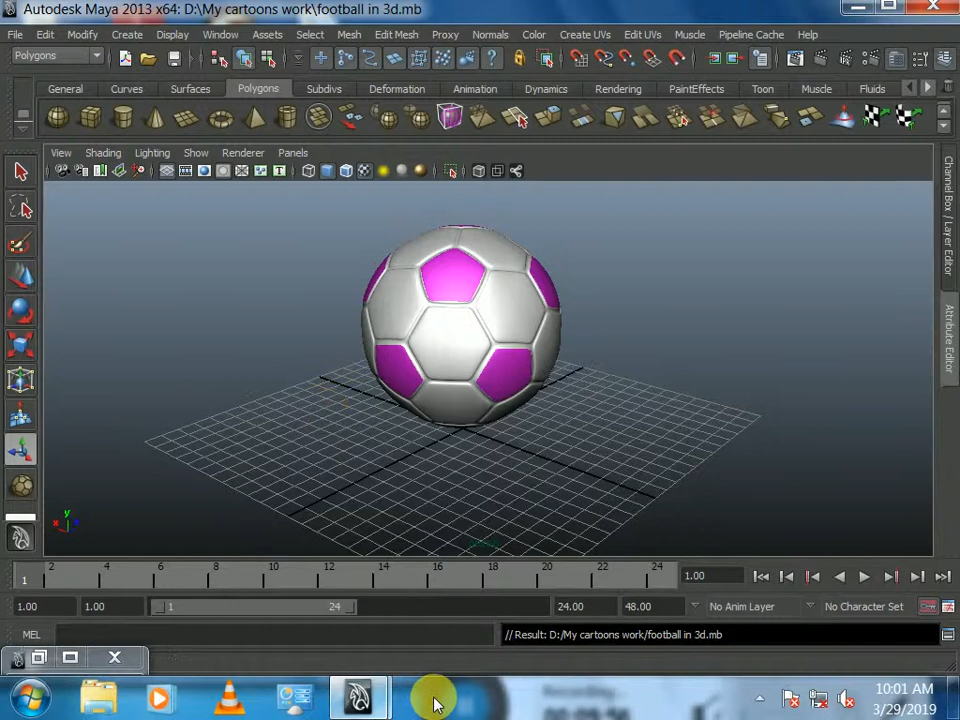 Autodesk Maya 2013 x64: D:\My cartoons work\football in 3d.mb
File Edit Modify Create Display Window Assets Select Mesh Edit Mesh Proxy Normals Color Create UVs Edit UVs Muscle Pipeline Cache Help
Polygons
General Curves Surfaces Polygons Subdivs Deformation Animation Dynamics Rendering PaintEffects Toon Muscle Fluids
View Shading Lighting Show Renderer Panels
Channel Box / Layer Editor
Attribute Editor
y
x
2 4 6 8 10 12 14 16 18 20 22 24
1 1.00
1.00 1.00 1 24 24.00 48.00 No Anim Layer No Character Set
MEL // Result: D:/My cartoons work/football in 3d.mb
10:01 AM
3/29/2019